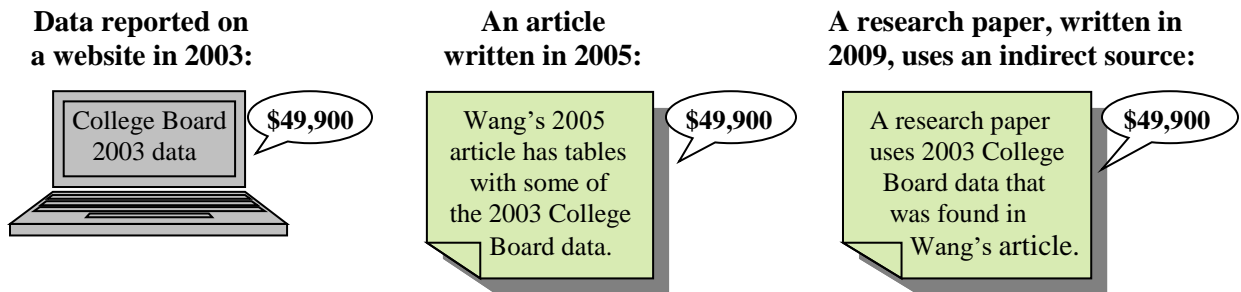 Data reported on
a website in 2003:
College Board
2003 data
$49,900
An article
written in 2005:
Wang's 2005
article has tables
with some of
the 2003 College
Board data.
$49,900
A research paper, written in
2009, uses an indirect source:
A research paper
uses 2003 College
Board data that
was found in
Wang's article.
$49,900